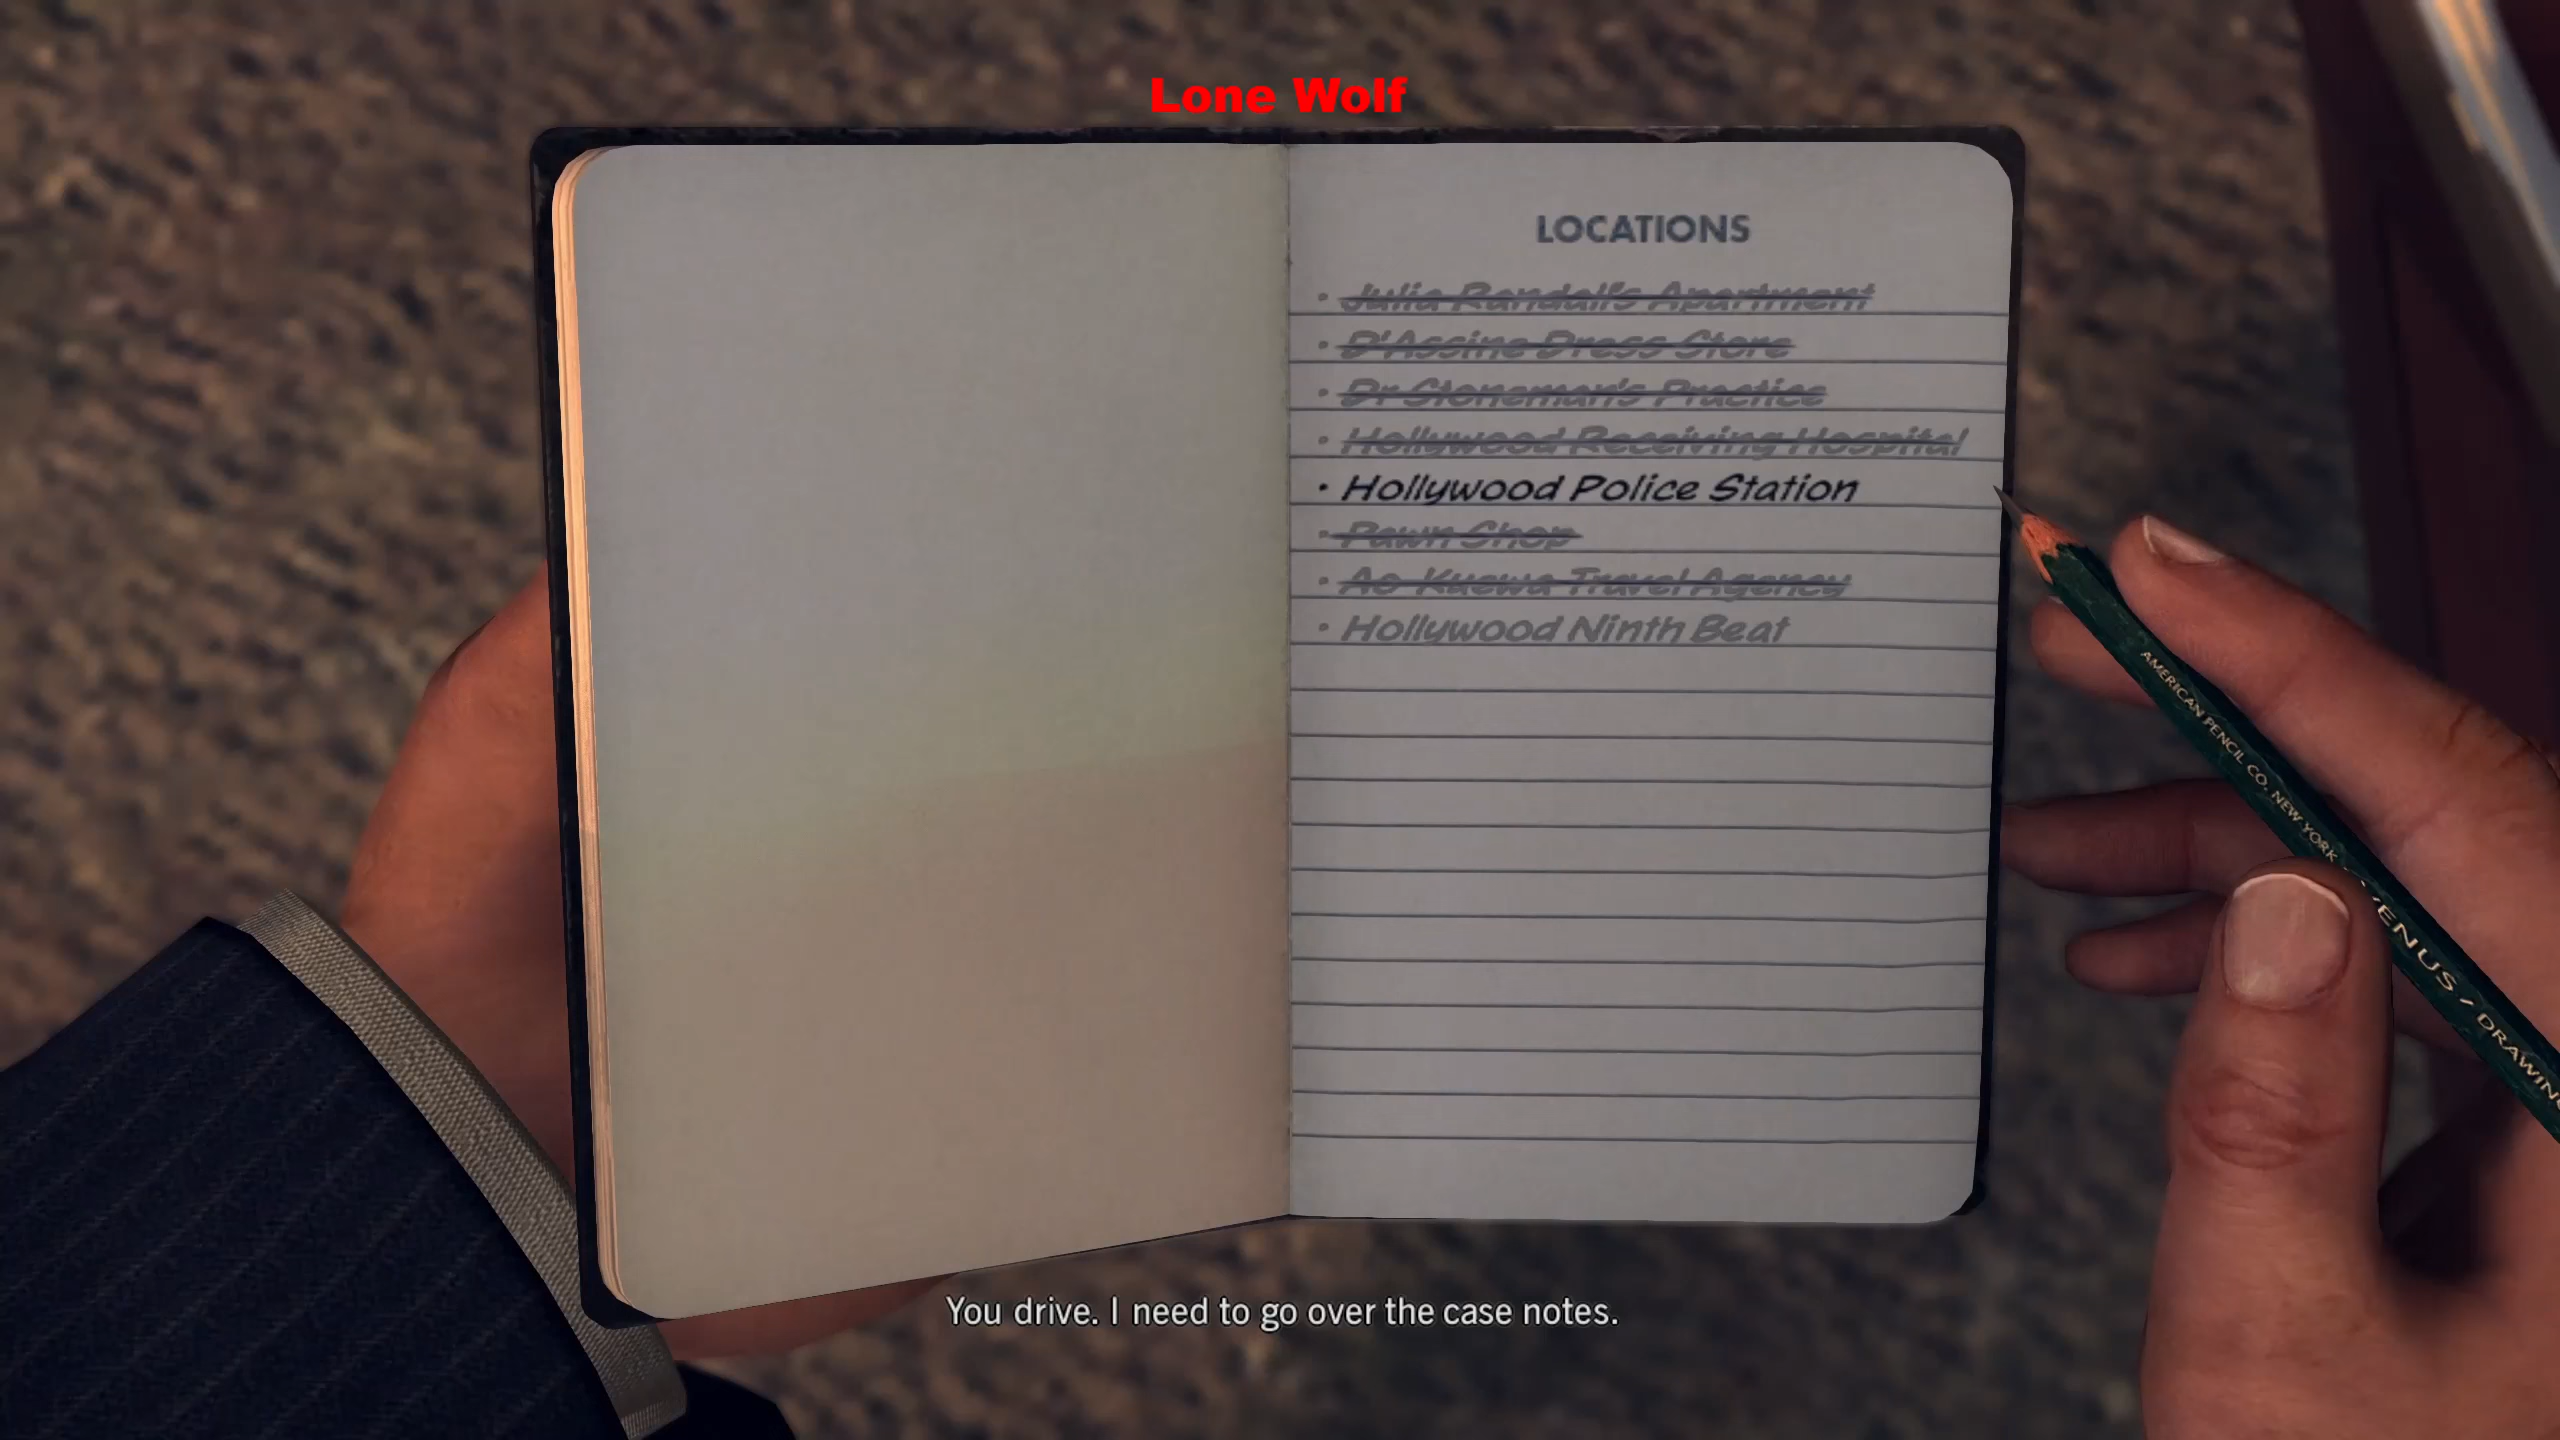 Lone Wolf
LOCATIONS
• Julia Randall's Apartment
• D'Assine Dress Store
• Dr Stoneman's Practice
• Hollywood Receiving Hospital
• Hollywood Police Station
• Pawn Shop
• Ao Kuewa Travel Agency
• Hollywood Ninth Beat
AMERICAN PENCIL CO. NEW YORK VENUS / DRAWING
You drive. I need to go over the case notes.